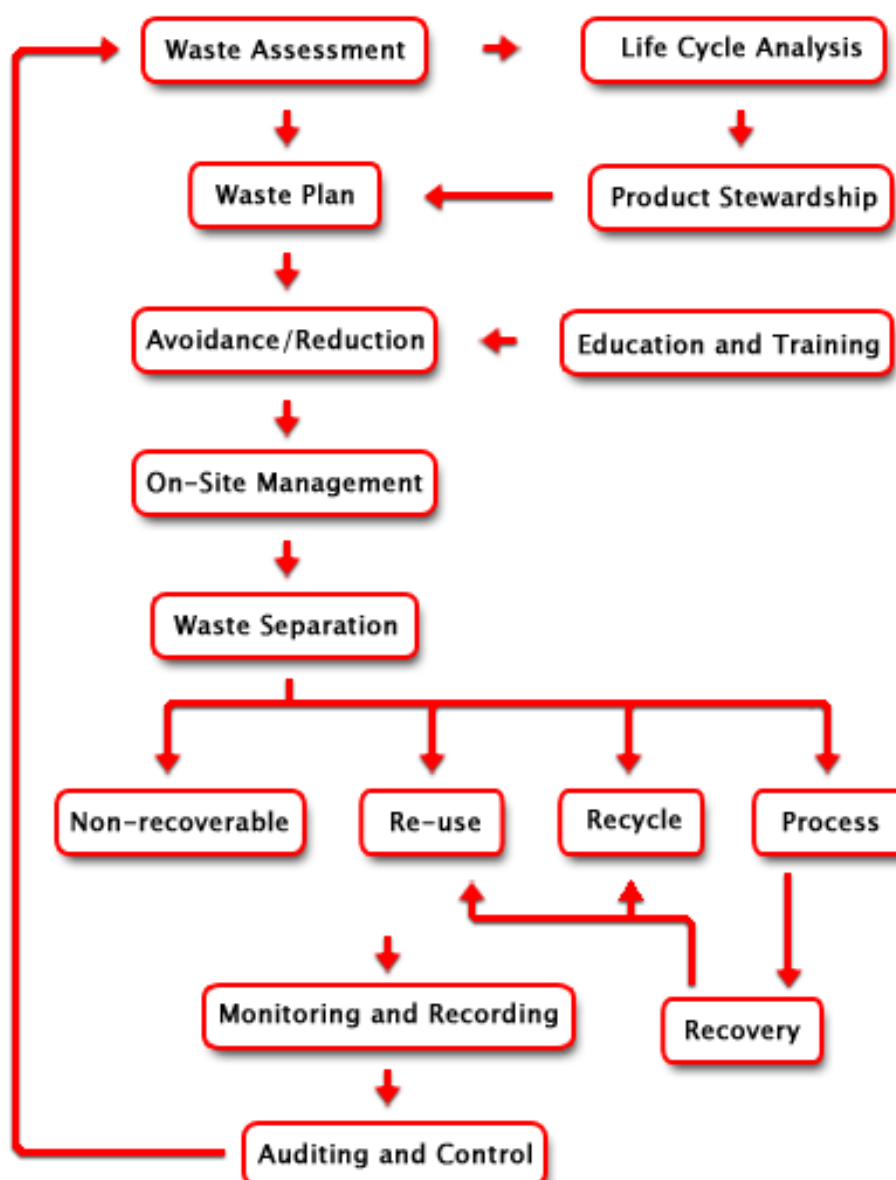 Waste Assessment
Life Cycle Analysis
Waste Plan
Product Stewardship
Avoidance/Reduction
Education and Training
On-Site Management
Waste Separation
Non-recoverable
Re-use
Recycle
Process
Monitoring and Recording
Recovery
Auditing and Control